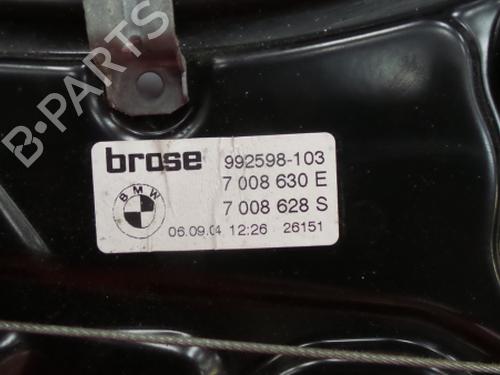 B-PARTS
brose 992598-103
BMW 7 008 630 E
7 008 628 S
06.09.04 12:26 26151